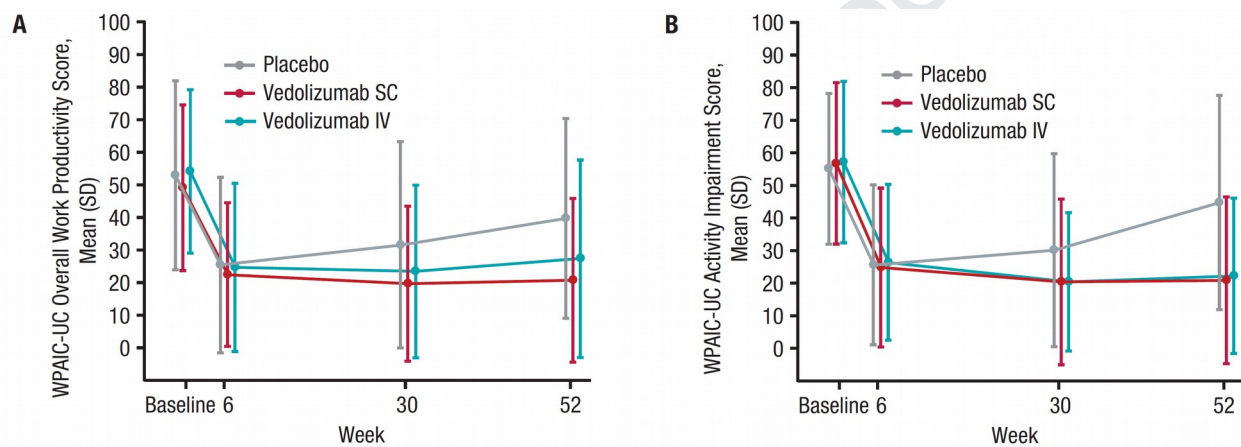 A
WPAIC-UC Overall Work Productivity Score,
Mean (SD)
100
90
80
70
60
50
40
30
20
10
0
Placebo
Vedolizumab SC
Vedolizumab IV
Baseline 6 30 52
Week
B
WPAIC-UC Activity Impairment Score,
Mean (SD)
100
90
80
70
60
50
40
30
20
10
0
Placebo
Vedolizumab SC
Vedolizumab IV
Baseline 6 30 52
Week